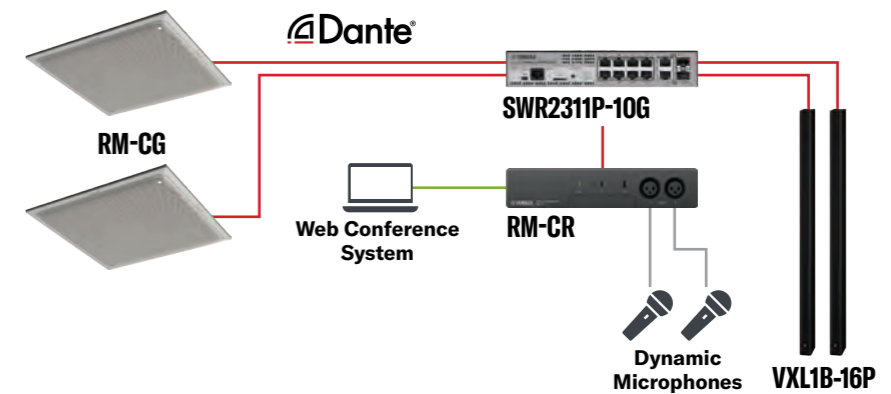 Dante®
SWR2311P-10G
RM-CG
Web Conference
System
RM-CR
Dynamic
Microphones
VXL1B-16P